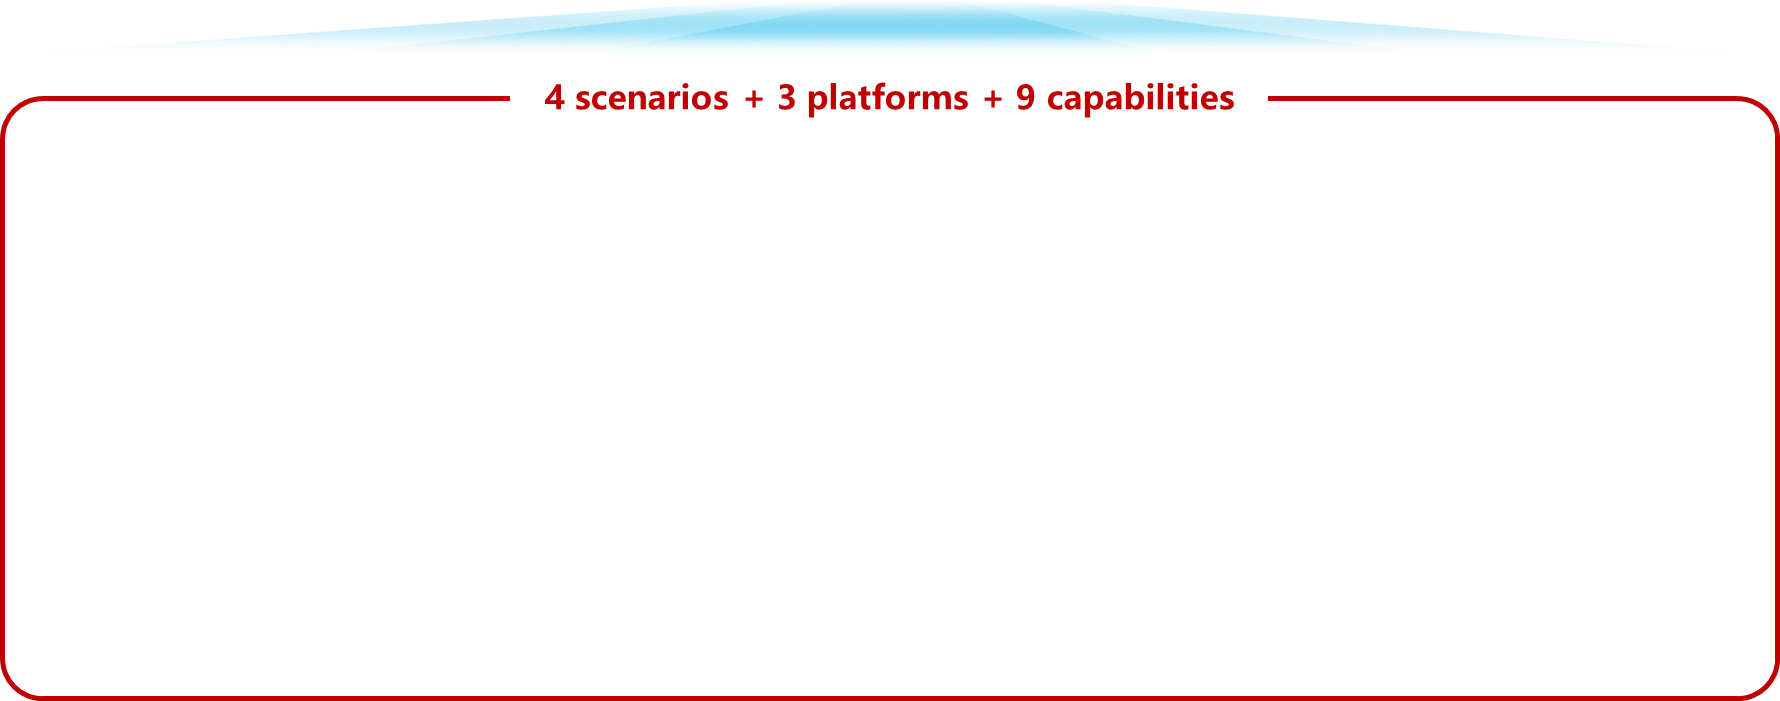 4 scenarios + 3 platforms + 9 capabilities